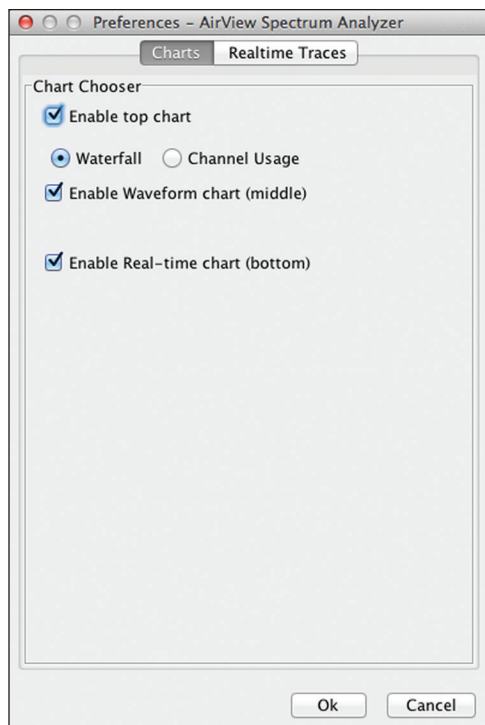 Preferences – AirView Spectrum Analyzer
Charts Realtime Traces
Chart Chooser
Enable top chart
Waterfall Channel Usage
Enable Waveform chart (middle)
Enable Real-time chart (bottom)
Ok Cancel